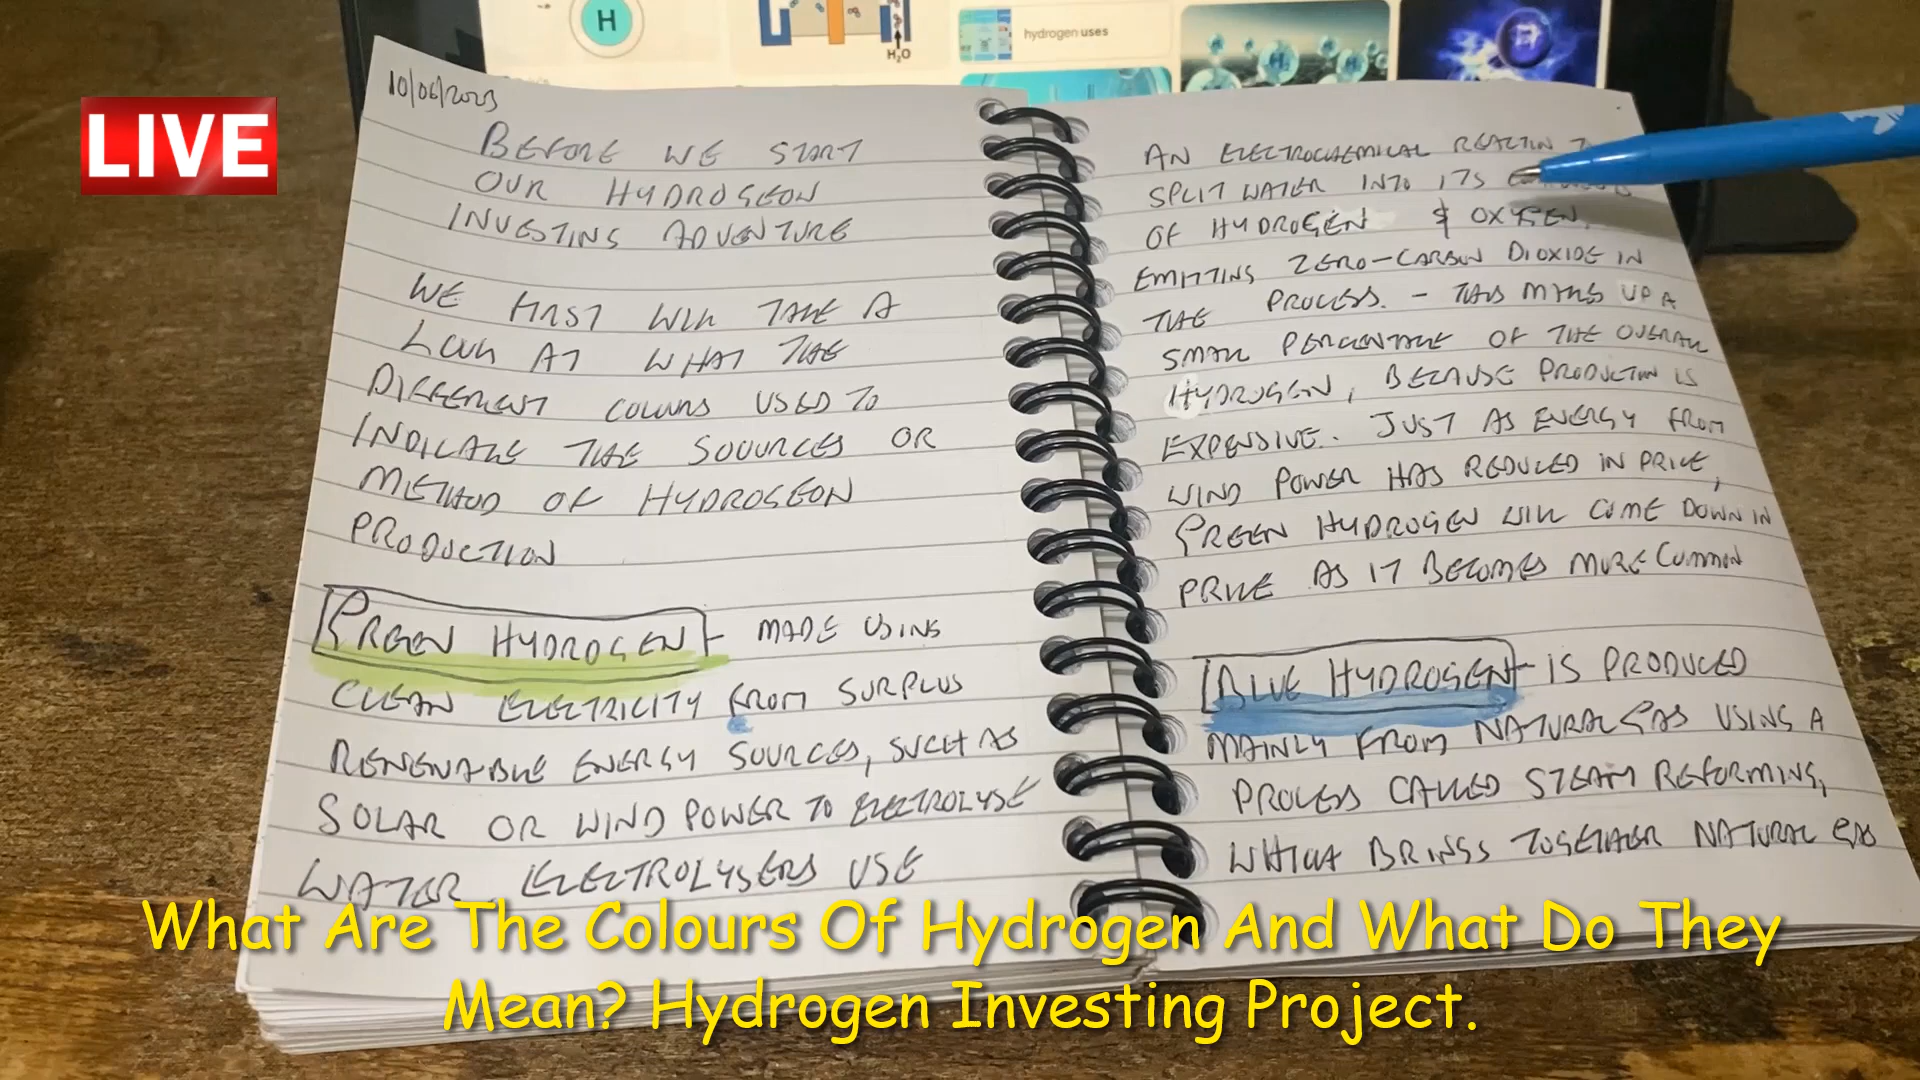 H
H₂O
hydrogen uses
H₂
H
LIVE
10/06/2023
BEFORE WE START
OUR HYDROGEON
INVESTING ADVENTURE
WE FIRST WILL TAKE A
LOOK AT WHAT THE
DIFFERENT COLOURS USED TO
INDICATE THE SOUURCES OR
METHOD OF HYDROGEON
PRODUCTION
GREEN HYDROGEN - MADE USING
CLEAN ELECTRICITY FROM SURPLUS
RENEWABLE ENERGY SOURCES, SUCH AS
SOLAR OR WIND POWER TO ELECTROLYSE
WATER ELECTROLYSERS USE
AN ELECTROCHEMICAL REACTION
SPLIT WATER INTO ITS
OF HYDROGEN & OXYGEN,
EMITTING ZERO-CARBON DIOXIDE IN
THE PROCESS. - THIS MAKES UP A
SMALL PERCENTAGE OF THE OVERALL
HYDROGEN, BECAUSE PRODUCTION IS
EXPENSIVE. JUST AS ENERGY FROM
WIND POWER HAS REDUCED IN PRICE,
GREEN HYDROGEN WILL COME DOWN IN
PRICE AS IT BECOMES MORE COMMON
BLUE HYDROGEN - IS PRODUCED
MAINLY FROM NATURAL GAS USING A
PROCESS CALLED STEAM REFORMING,
WHICH BRINGS TOGETHER NATURAL GAS
What Are The Colours Of Hydrogen And What Do They
Mean? Hydrogen Investing Project.